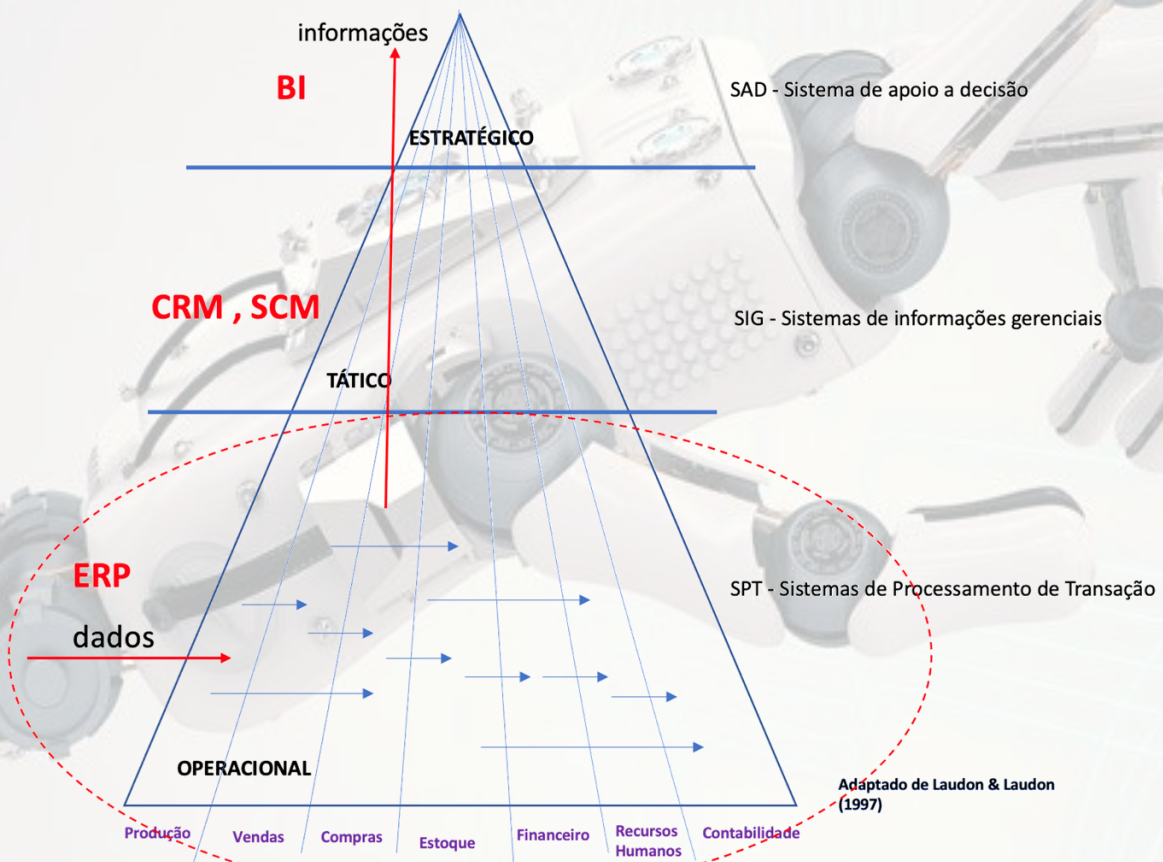 informações
BI
SAD - Sistema de apoio a decisão
ESTRATÉGICO
CRM , SCM
SIG - Sistemas de informações gerenciais
TÁTICO
ERP
SPT - Sistemas de Processamento de Transação
dados
OPERACIONAL
Adaptado de Laudon & Laudon
(1997)
Produção
Vendas
Compras
Estoque
Financeiro
Recursos
Humanos
Contabilidade